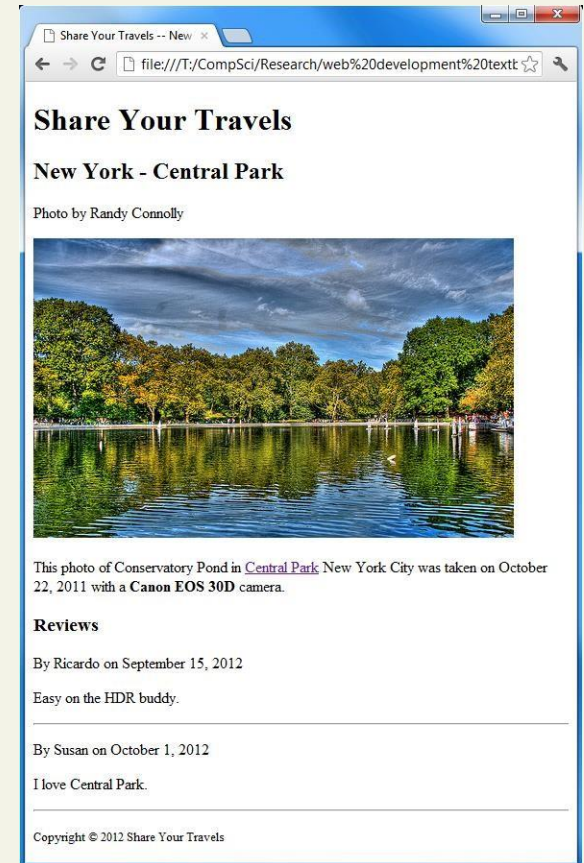 Share Your Travels -- New
file:///T:/CompSci/Research/web%20development%20textb
Share Your Travels
New York - Central Park
Photo by Randy Connolly
This photo of Conservatory Pond in Central Park New York City was taken on October
22, 2011 with a Canon EOS 30D camera.
Reviews
By Ricardo on September 15, 2012
Easy on the HDR buddy.
By Susan on October 1, 2012
I love Central Park.
Copyright © 2012 Share Your Travels